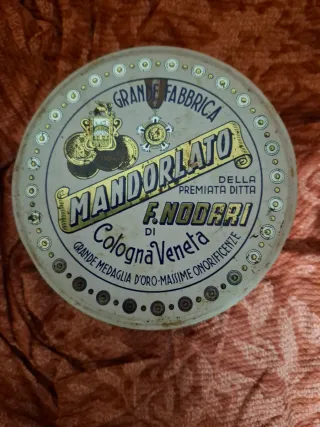 GRANDE FABBRICA
MANDORLATO
DELLA
PREMIATA DITTA
F. NODARI
DI
Cologna Veneta
GRANDE MEDAGLIA D'ORO-MASSIME ONORIFICENZE